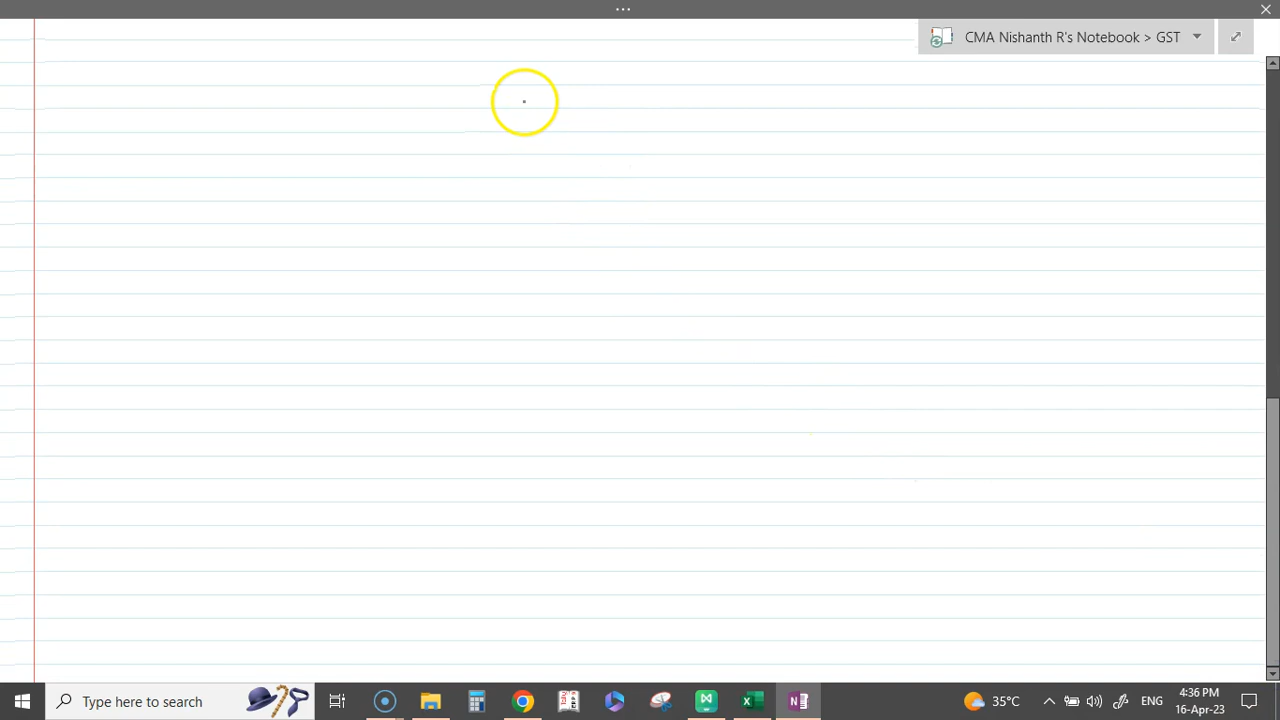 CMA Nishanth R's Notebook > GST
Type here to search
35°C
ENG
4:36 PM
16-Apr-23